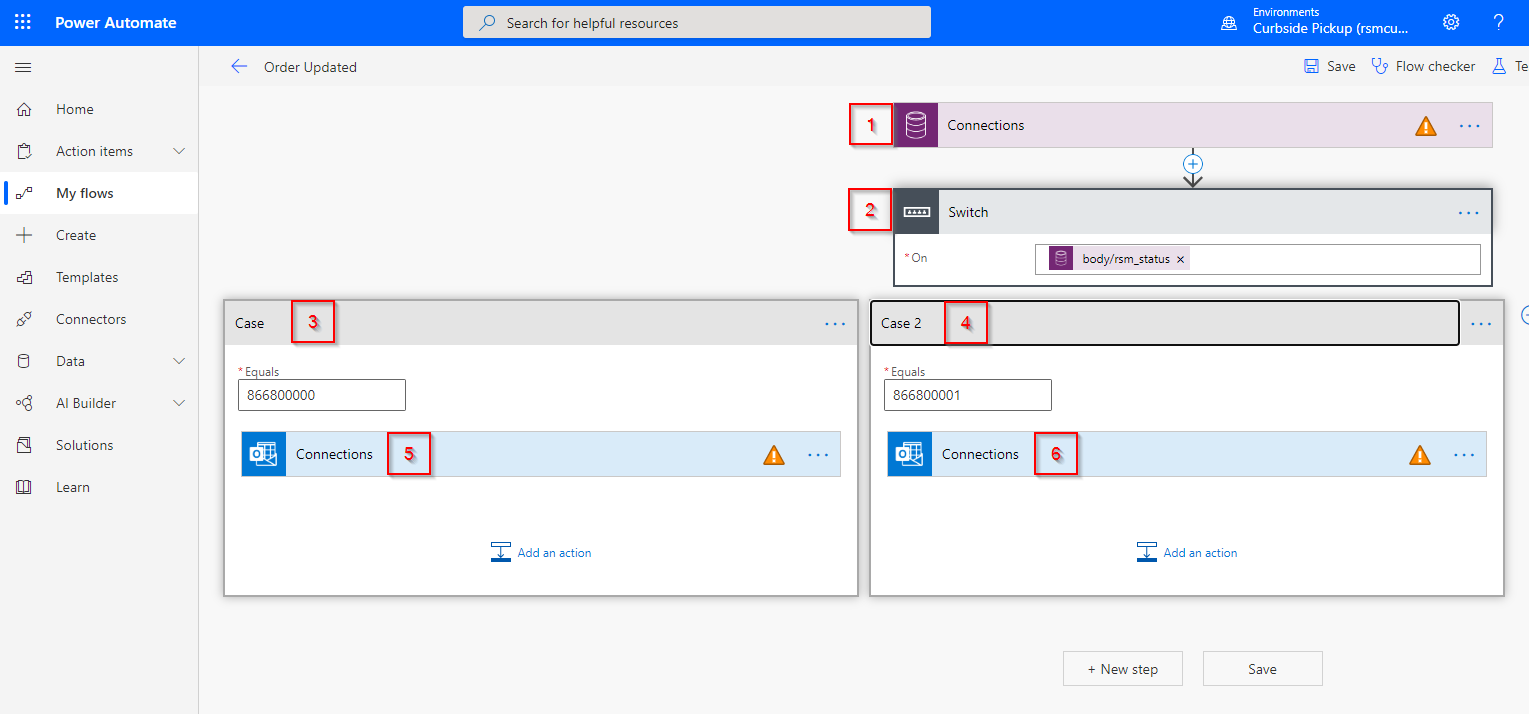 Power Automate
Search for helpful resources
Environments
Curbside Pickup (rsmcu...
?
Order Updated
Save
Flow checker
Te
Home
Action items
My flows
Create
Templates
Connectors
Data
AI Builder
Solutions
Learn
1
Connections
...
2
Switch
...
*On
body/rsm_status ×
Case
3
...
*Equals
866800000
Connections
5
...
Add an action
Case 2
4
...
*Equals
866800001
Connections
6
...
Add an action
+ New step
Save